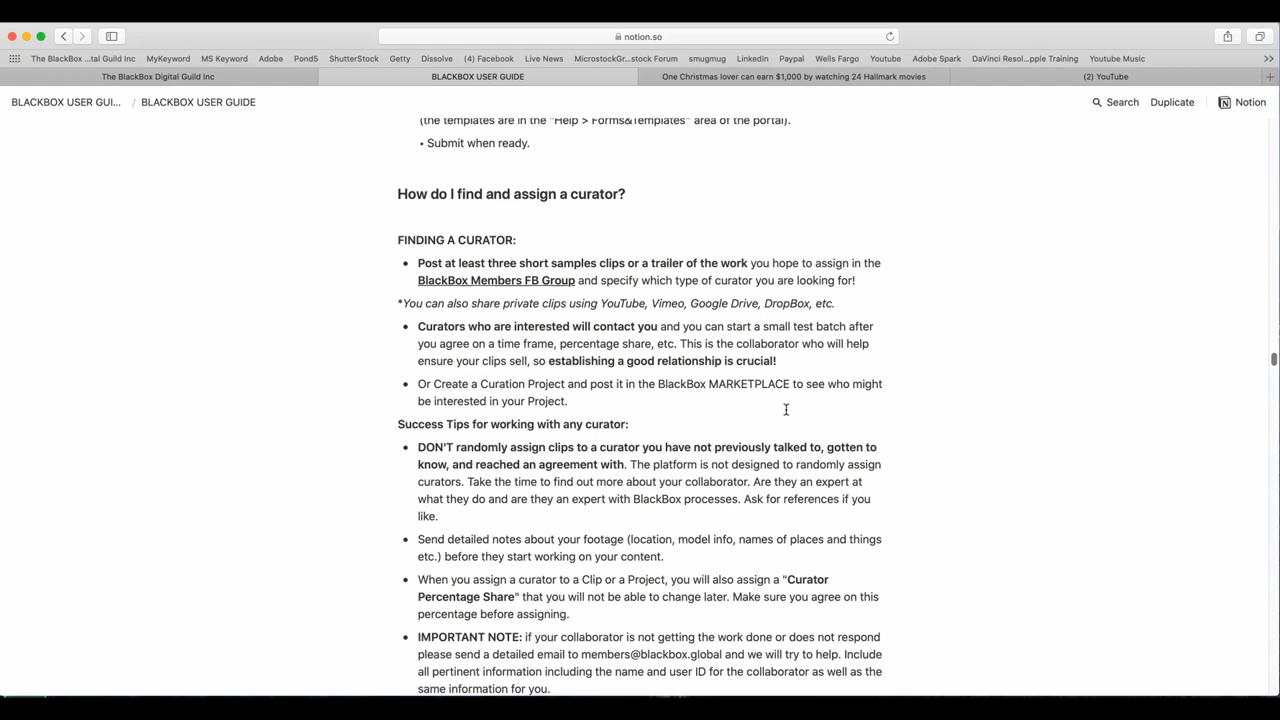 notion.so
The BlackBox ...tal Guild Inc MyKeyword MS Keyword Adobe Pond5 ShutterStock Getty Dissolve (4) Facebook Live News MicrostockGr...stock Forum smugmug LinkedIn Paypal Wells Fargo Youtube Adobe Spark DaVinci Resol...pple Training Youtube Music
The BlackBox Digital Guild Inc BLACKBOX USER GUIDE One Christmas lover can earn $1,000 by watching 24 Hallmark movies (2) YouTube
BLACKBOX USER GUI... / BLACKBOX USER GUIDE Search Duplicate Notion
(the templates are in the "Help > Forms&Templates" area of the portal).
• Submit when ready.
How do I find and assign a curator?
FINDING A CURATOR:
• Post at least three short samples clips or a trailer of the work you hope to assign in the
BlackBox Members FB Group and specify which type of curator you are looking for!
*You can also share private clips using YouTube, Vimeo, Google Drive, DropBox, etc.
• Curators who are interested will contact you and you can start a small test batch after
you agree on a time frame, percentage share, etc. This is the collaborator who will help
ensure your clips sell, so establishing a good relationship is crucial!
• Or Create a Curation Project and post it in the BlackBox MARKETPLACE to see who might
be interested in your Project.
Success Tips for working with any curator:
• DON'T randomly assign clips to a curator you have not previously talked to, gotten to
know, and reached an agreement with. The platform is not designed to randomly assign
curators. Take the time to find out more about your collaborator. Are they an expert at
what they do and are they an expert with BlackBox processes. Ask for references if you
like.
• Send detailed notes about your footage (location, model info, names of places and things
etc.) before they start working on your content.
• When you assign a curator to a Clip or a Project, you will also assign a "Curator
Percentage Share" that you will not be able to change later. Make sure you agree on this
percentage before assigning.
• IMPORTANT NOTE: if your collaborator is not getting the work done or does not respond
please send a detailed email to members@blackbox.global and we will try to help. Include
all pertinent information including the name and user ID for the collaborator as well as the
same information for you.